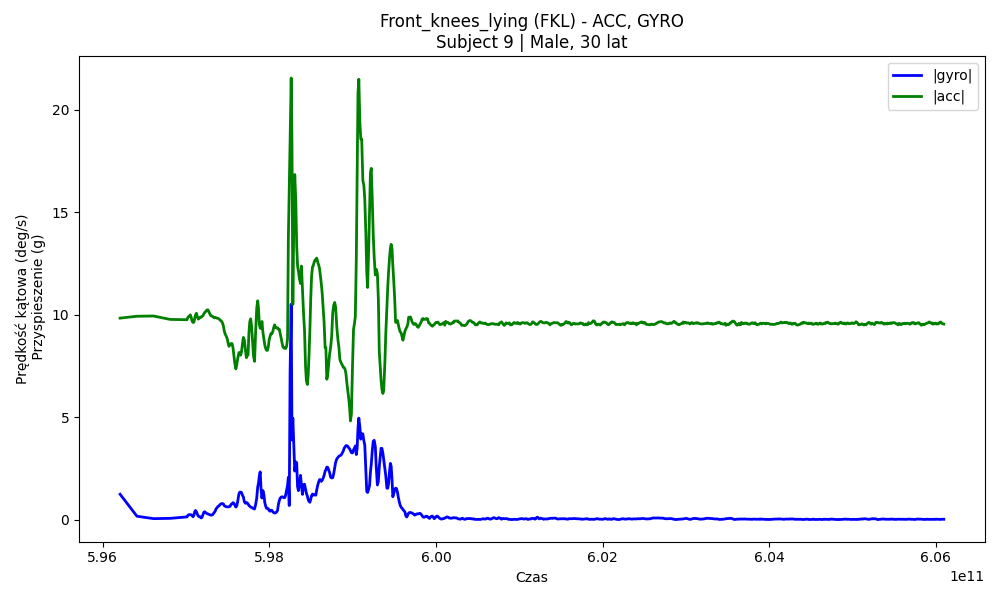 Front_knees_lying (FKL) - ACC, GYRO
Subject 9 | Male, 30 lat
|gyro|
|acc|
Prędkość kątowa (deg/s)
Przyspieszenie (g)
20
15
10
5
0
5.96
5.98
6.00
6.02
6.04
6.06
1e11
Czas